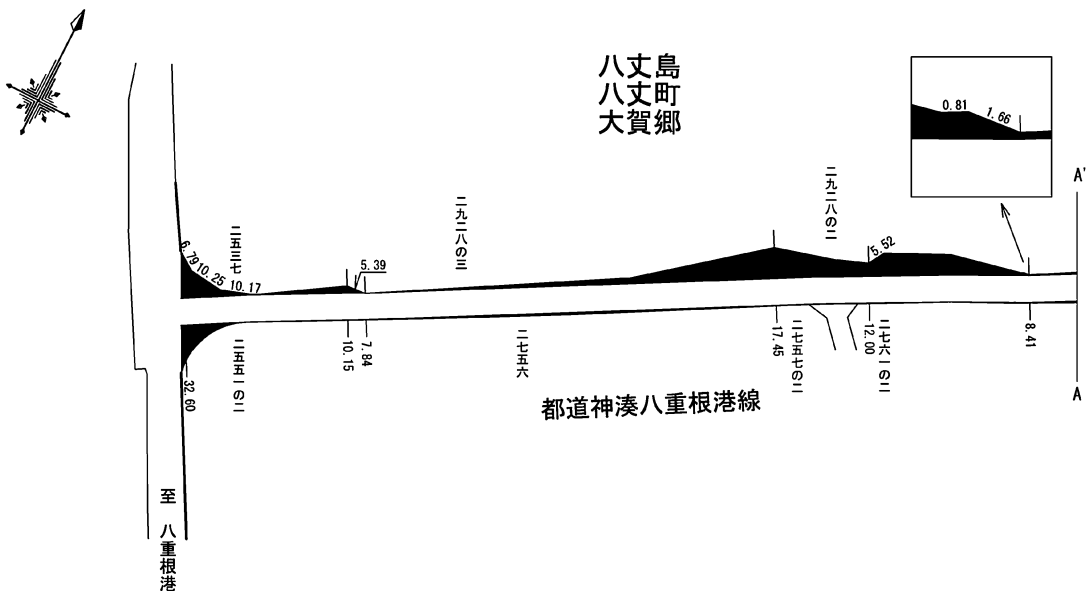 八丈島
八丈町
大賀郷
0.81
1.66
A'
6.79
10.25
10.17
二五三七
5.39
二九二八の三
二九二八の二
5.52
32.60
二五五一の二
10.15
7.84
二七五六
17.45
二七五七の二
12.00
二七六一の二
8.41
A
都道神湊八重根港線
至 八重根港